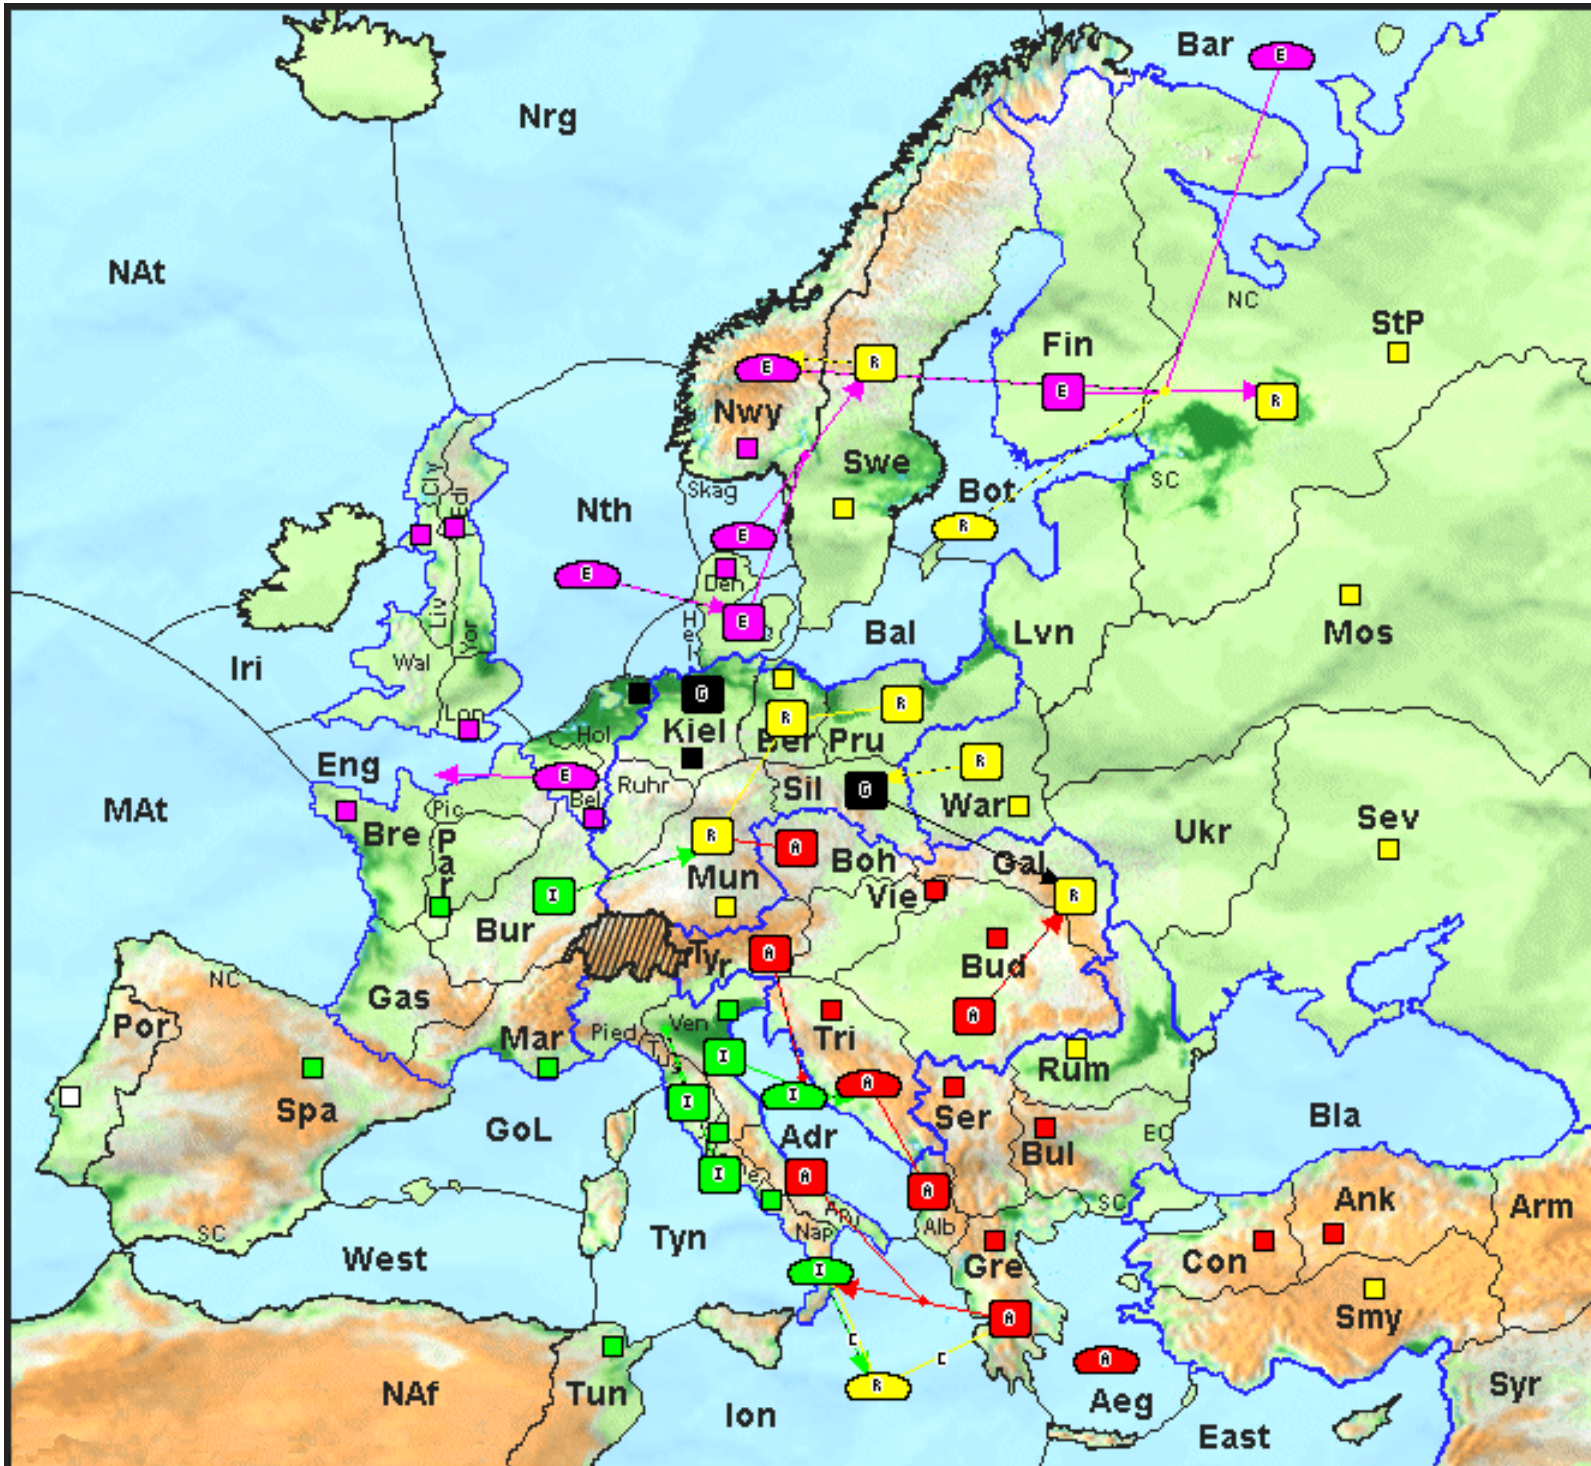 Bar
E
Nrg
NAt
NC
StP
Fin
E
R
E
R
Nwy
Swe
Cly
Edi
Skag
SC
Bot
R
Nth
E
E
Den
E
Liv
Yor
Hel
Bal
Lvn
Mos
Iri
Wal
Lon
G
Kiel
R
R
Ber
Pru
Hol
Eng
E
Ruhr
Bel
Sil
G
R
War
MAt
Pic
Bre
Par
Ukr
Sev
R
A
Boh
Gal
Mun
Vie
I
R
Bur
Tyr
A
Bud
NC
Gas
A
Por
Ven
Tri
Mar
Pied
Tus
I
Rum
Spa
I
I
A
Ser
Bla
GoL
Adr
Bul
EC
I
A
A
Ank
Arm
SC
Apu
Alb
SC
Nap
West
Tyn
Gre
Con
I
Smy
A
C
C
A
R
NAf
Tun
Ion
Aeg
Syr
East